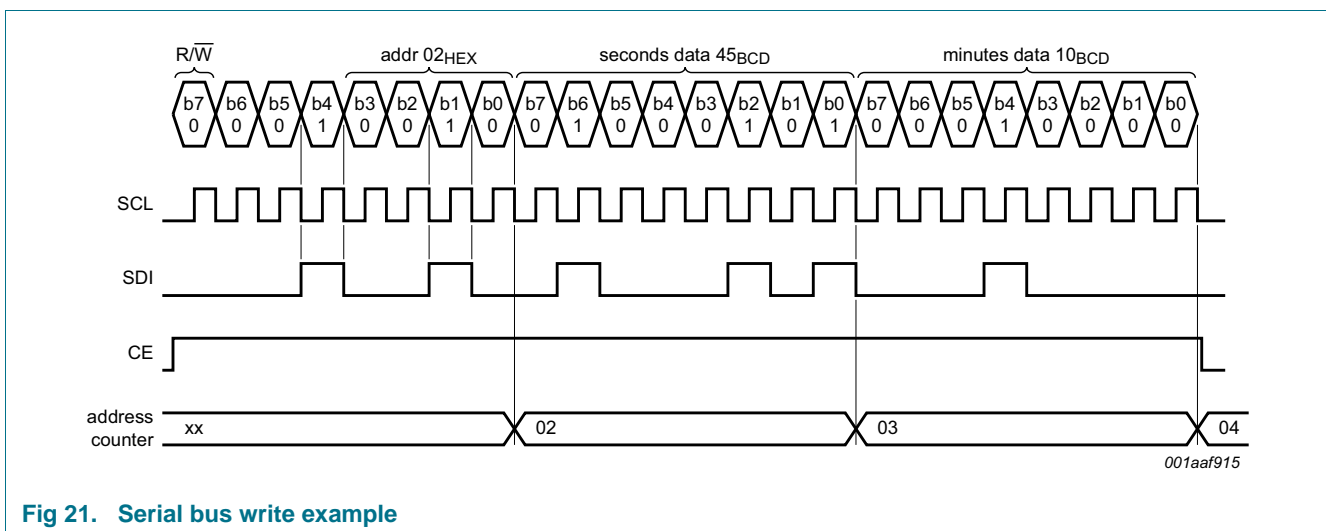 R/W addr 02HEX seconds data 45BCD minutes data 10BCD
b7 b6 b5 b4 b3 b2 b1 b0 b7 b6 b5 b4 b3 b2 b1 b0 b7 b6 b5 b4 b3 b2 b1 b0
0 0 0 1 0 0 1 0 0 1 0 0 0 1 0 1 0 0 0 1 0 0 0 0
SCL
SDI
CE
address
counter
xx 02 03 04
001aaf915
Fig 21. Serial bus write example